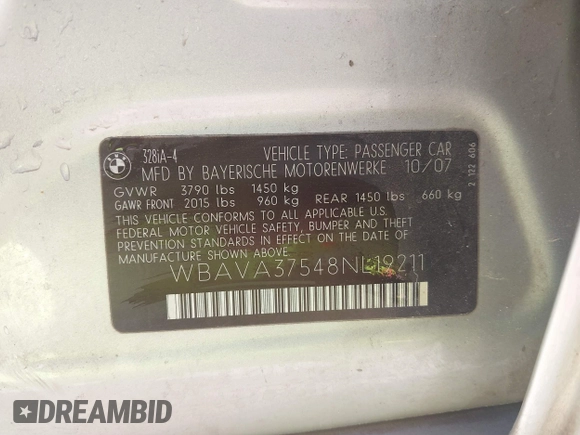 BMW
328iA-4 VEHICLE TYPE: PASSENGER CAR
MFD BY BAYERISCHE MOTORENWERKE 10/07
GVWR 3790 lbs 1450 kg
GAWR FRONT 2015 lbs 960 kg REAR 1450 lbs 660 kg
THIS VEHICLE CONFORMS TO ALL APPLICABLE U.S.
FEDERAL MOTOR VEHICLE SAFETY, BUMPER AND THEFT
PREVENTION STANDARDS IN EFFECT ON THE DATE OF
MANUFACTURE SHOWN ABOVE
WBAVA37548NL19211
2 122 606
DREAMBID